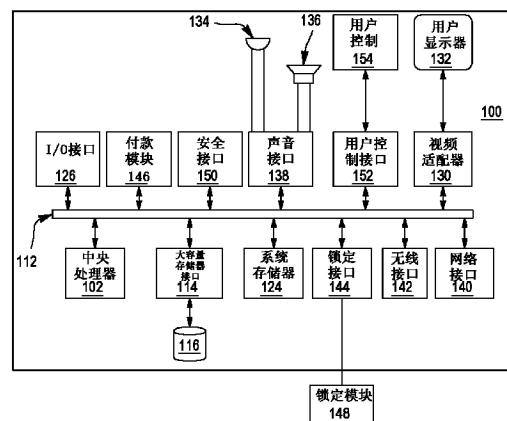 134
136
用户
控制
154
用户
显示器
132
100
I/O接口
126
付款
模块
146
安全
接口
150
声音
接口
138
用户控
制接口
152
视频
适配器
130
112
中央
处理器
102
大容量
存储器
接口
114
系统
存储器
124
锁定
接口
144
无线
接口
142
网络
接口
140
116
锁定模块
148